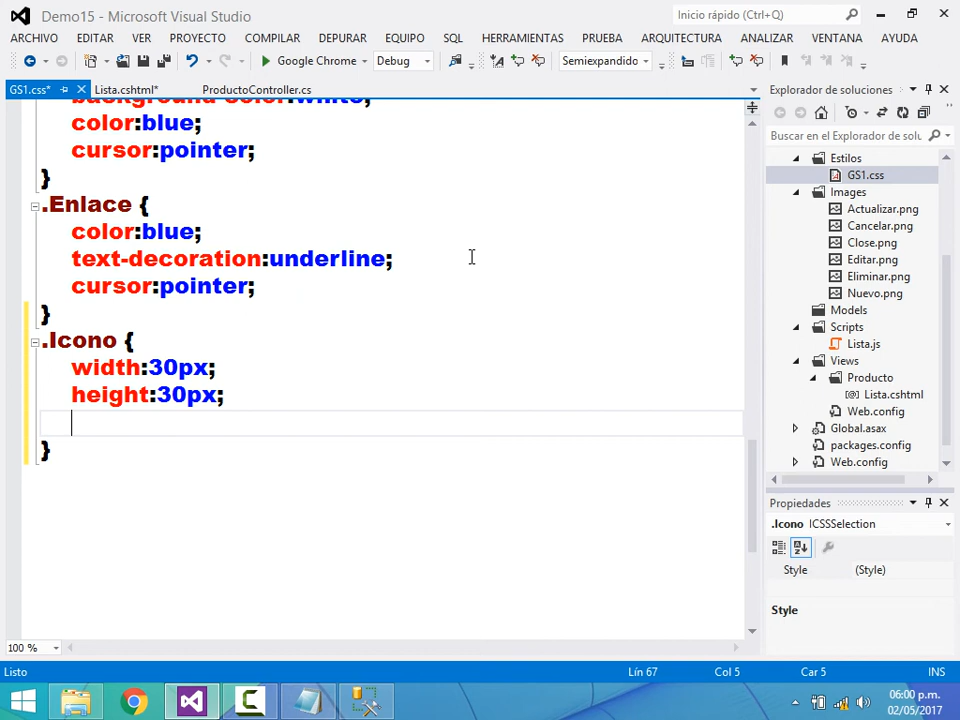 Demo15 - Microsoft Visual Studio
Inicio rápido (Ctrl+Q)
ARCHIVO EDITAR VER PROYECTO COMPILAR DEPURAR EQUIPO SQL HERRAMIENTAS PRUEBA ARQUITECTURA ANALIZAR VENTANA AYUDA
Google Chrome Debug Semiexpandido
GS1.css* Lista.cshtml* ProductoController.cs
Explorador de soluciones
Buscar en el Explorador de solu
background-color:white;
color:blue;
cursor:pointer;
}
.Enlace {
color:blue;
text-decoration:underline;
cursor:pointer;
}
.Icono {
width:30px;
height:30px;
}
Estilos
GS1.css
Images
Actualizar.png
Cancelar.png
Close.png
Editar.png
Eliminar.png
Nuevo.png
Models
Scripts
Lista.js
Views
Producto
Lista.cshtml
Web.config
Global.asax
packages.config
Web.config
Propiedades
.Icono ICSSSelection
Style (Style)
Style
100 %
Listo Lín 67 Col 5 Car 5 INS
06:00 p.m.
02/05/2017